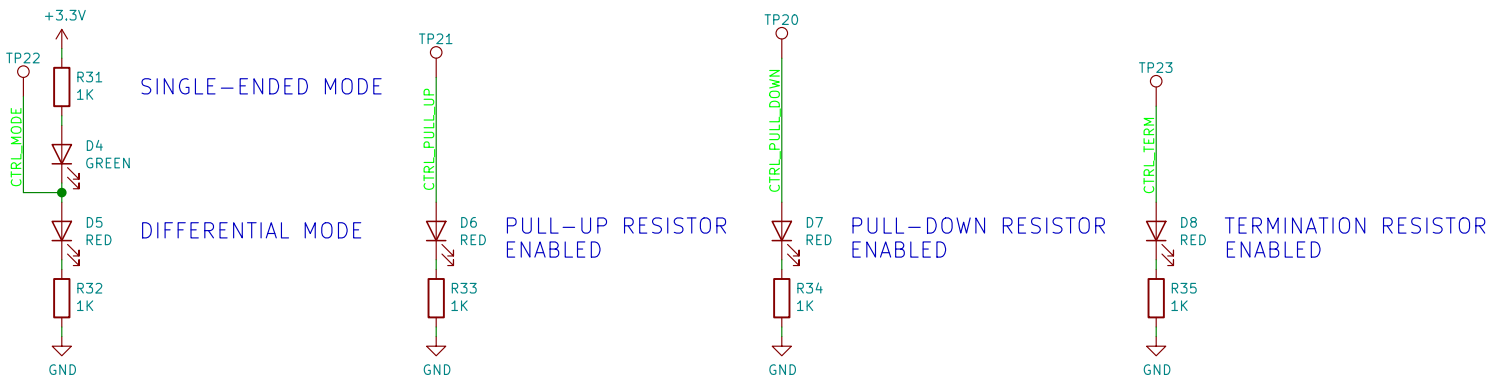 +3.3V
TP22
R31
1K
SINGLE-ENDED MODE
CTRL_MODE
D4
GREEN
D5
RED
DIFFERENTIAL MODE
R32
1K
GND
TP21
CTRL_PULL_UP
D6
RED
PULL-UP RESISTOR
ENABLED
R33
1K
GND
TP20
CTRL_PULL_DOWN
D7
RED
PULL-DOWN RESISTOR
ENABLED
R34
1K
GND
TP23
CTRL_TERM
D8
RED
TERMINATION RESISTOR
ENABLED
R35
1K
GND